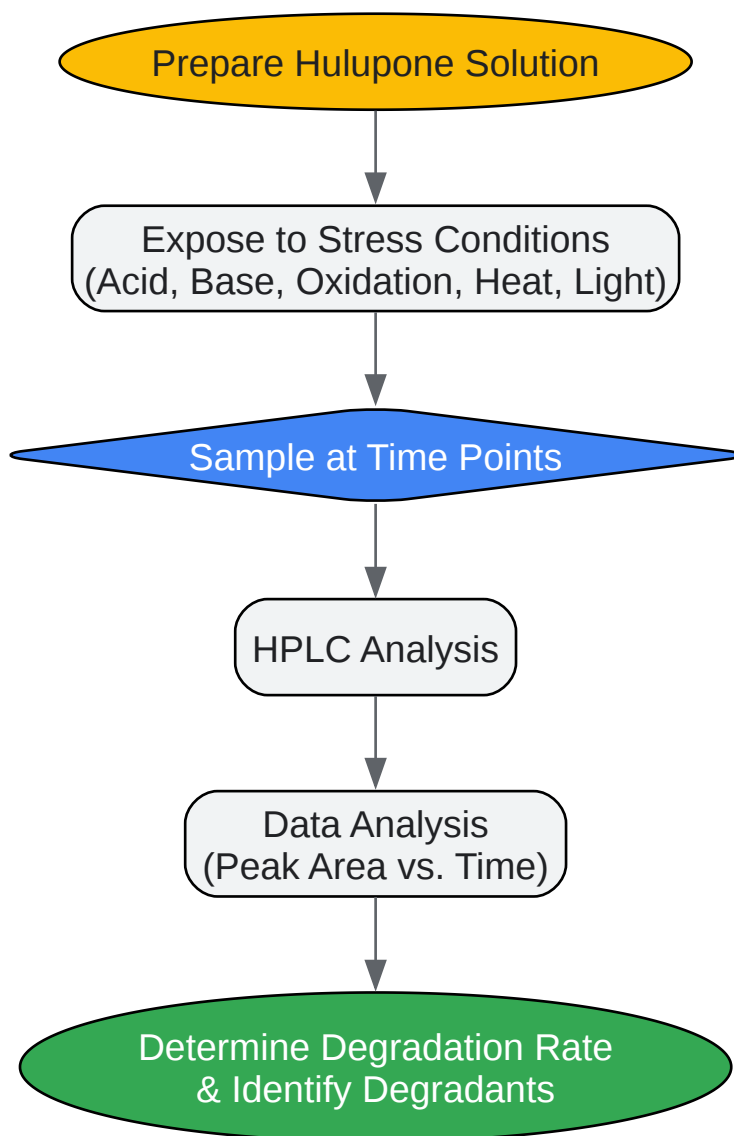 Prepare Hulupone Solution
Expose to Stress Conditions
(Acid, Base, Oxidation, Heat, Light)
Sample at Time Points
HPLC Analysis
Data Analysis
(Peak Area vs. Time)
Determine Degradation Rate
& Identify Degradants